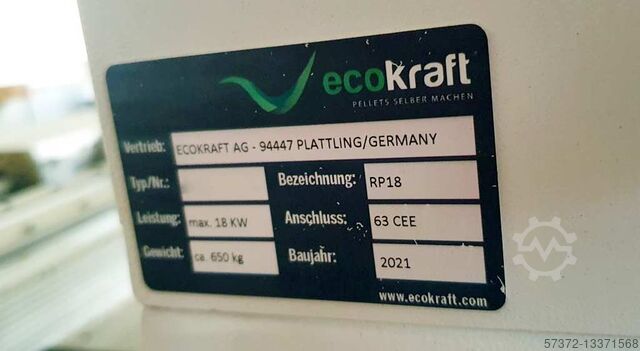 ecokraft
PELLETS SELBER MACHEN
Vertrieb: ECOKRAFT AG - 94447 PLATTLING/GERMANY
Typ/Nr.: Bezeichnung: RP18
Leistung: max. 18 KW Anschluss: 63 CEE
Gewicht: ca. 650 kg Baujahr: 2021
www.ecokraft.com
57372-13371568